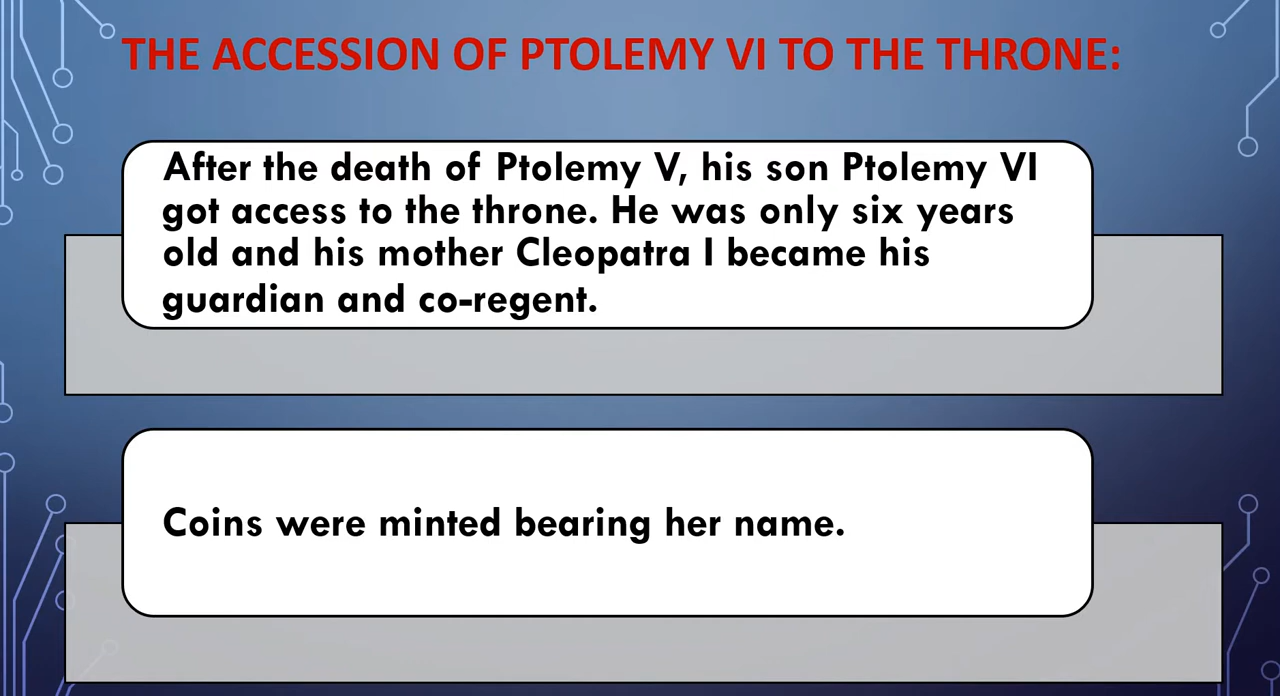 THE ACCESSION OF PTOLEMY VI TO THE THRONE:
After the death of Ptolemy V, his son Ptolemy VI
got access to the throne. He was only six years
old and his mother Cleopatra I became his
guardian and co-regent.
Coins were minted bearing her name.